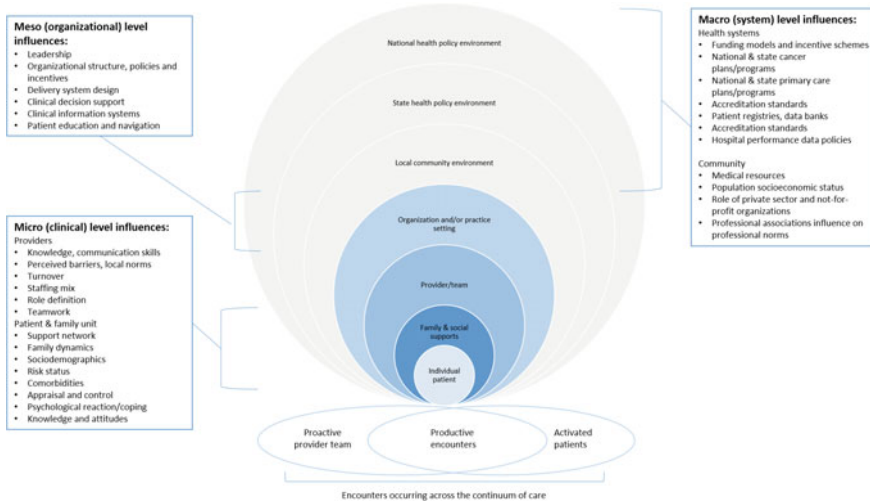 Meso (organizational) level
influences:
• Leadership
• Organizational structure, policies and
incentives
• Delivery system design
• Clinical decision support
• Clinical information systems
• Patient education and navigation
Micro (clinical) level influences:
Providers
• Knowledge, communication skills
• Perceived barriers, local norms
• Turnover
• Staffing mix
• Role definition
• Teamwork
Patient & family unit
• Support network
• Family dynamics
• Sociodemographics
• Risk status
• Comorbidities
• Appraisal and control
• Psychological reaction/coping
• Knowledge and attitudes
National health policy environment
State health policy environment
Local community environment
Organization and/or practice
setting
Provider/team
Family & social
supports
Individual
patient
Proactive
provider team
Productive
encounters
Activated
patients
Encounters occurring across the continuum of care
Macro (system) level influences:
Health systems
• Funding models and incentive schemes
• National & state cancer
plans/programs
• National & state primary care
plans/programs
• Accreditation standards
• Patient registries, data banks
• Accreditation standards
• Hospital performance data policies
Community
• Medical resources
• Population socioeconomic status
• Role of private sector and not-for-
profit organizations
• Professional associations influence on
professional norms